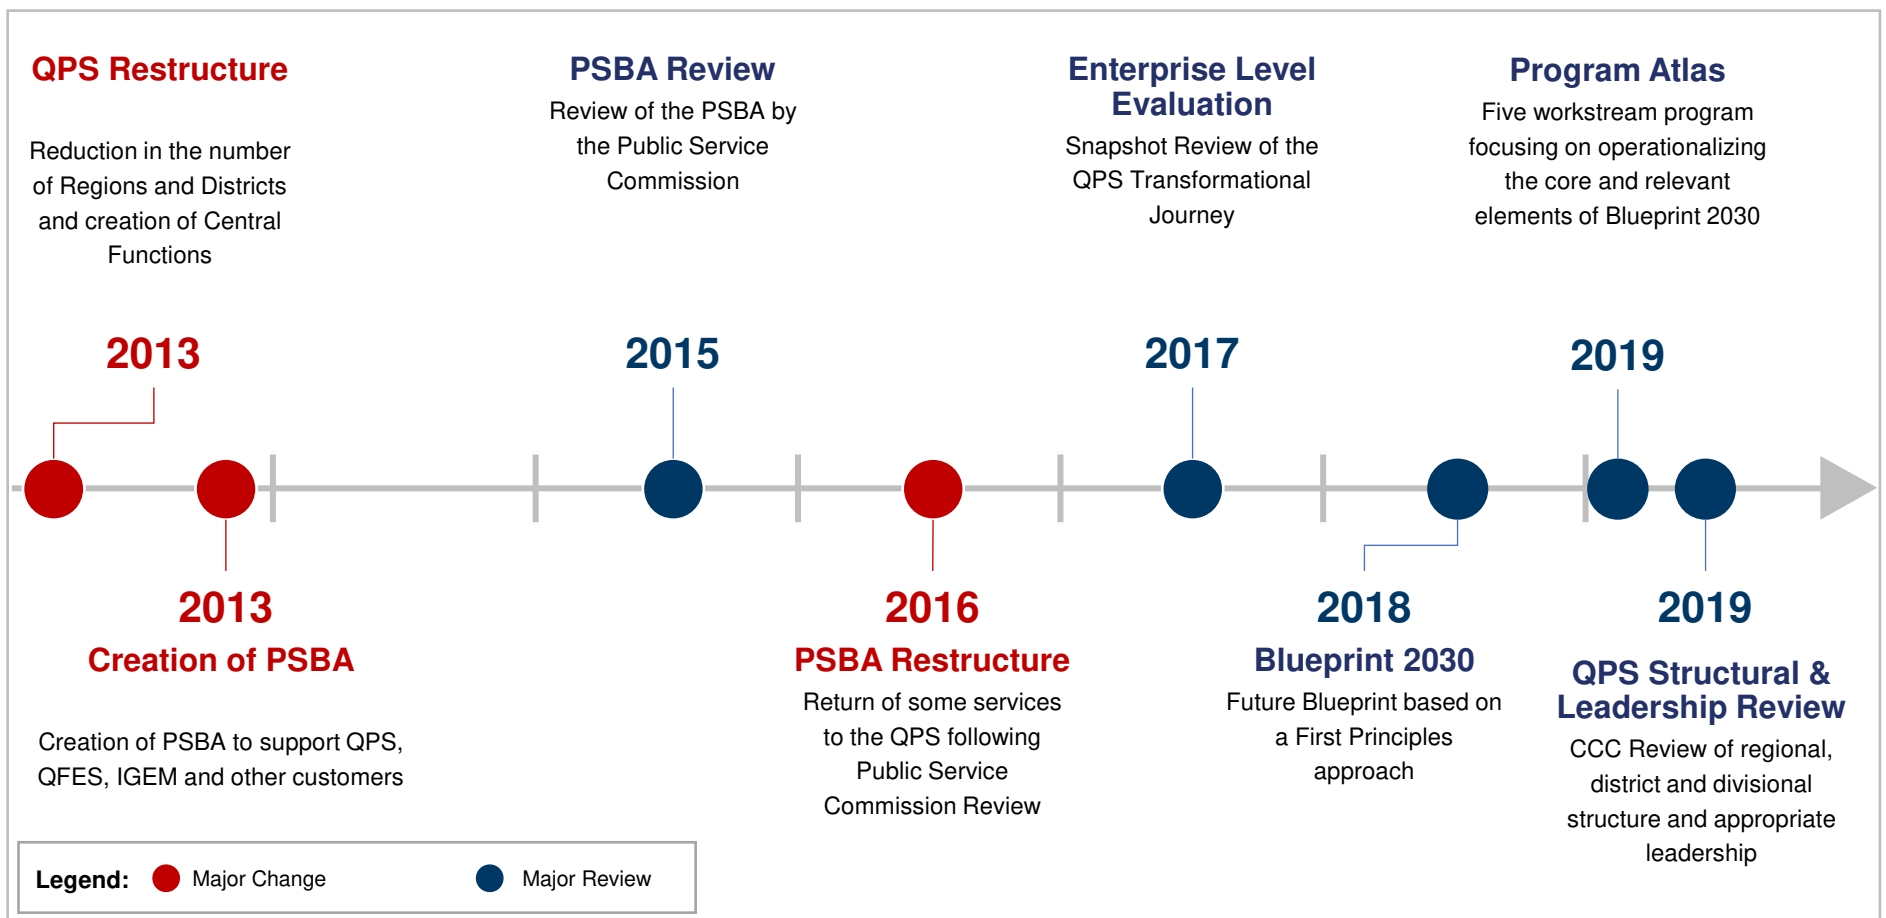 QPS Restructure
Reduction in the number
of Regions and Districts
and creation of Central
Functions
2013
PSBA Review
Review of the PSBA by
the Public Service
Commission
2015
Enterprise Level
Evaluation
Snapshot Review of the
QPS Transformational
Journey
2017
Program Atlas
Five workstream program
focusing on operationalizing
the core and relevant
elements of Blueprint 2030
2019
2013
Creation of PSBA
Creation of PSBA to support QPS,
QFES, IGEM and other customers
2016
PSBA Restructure
Return of some services
to the QPS following
Public Service
Commission Review
2018
Blueprint 2030
Future Blueprint based on
a First Principles
approach
2019
QPS Structural &
Leadership Review
CCC Review of regional,
district and divisional
structure and appropriate
leadership
Legend:
Major Change
Major Review